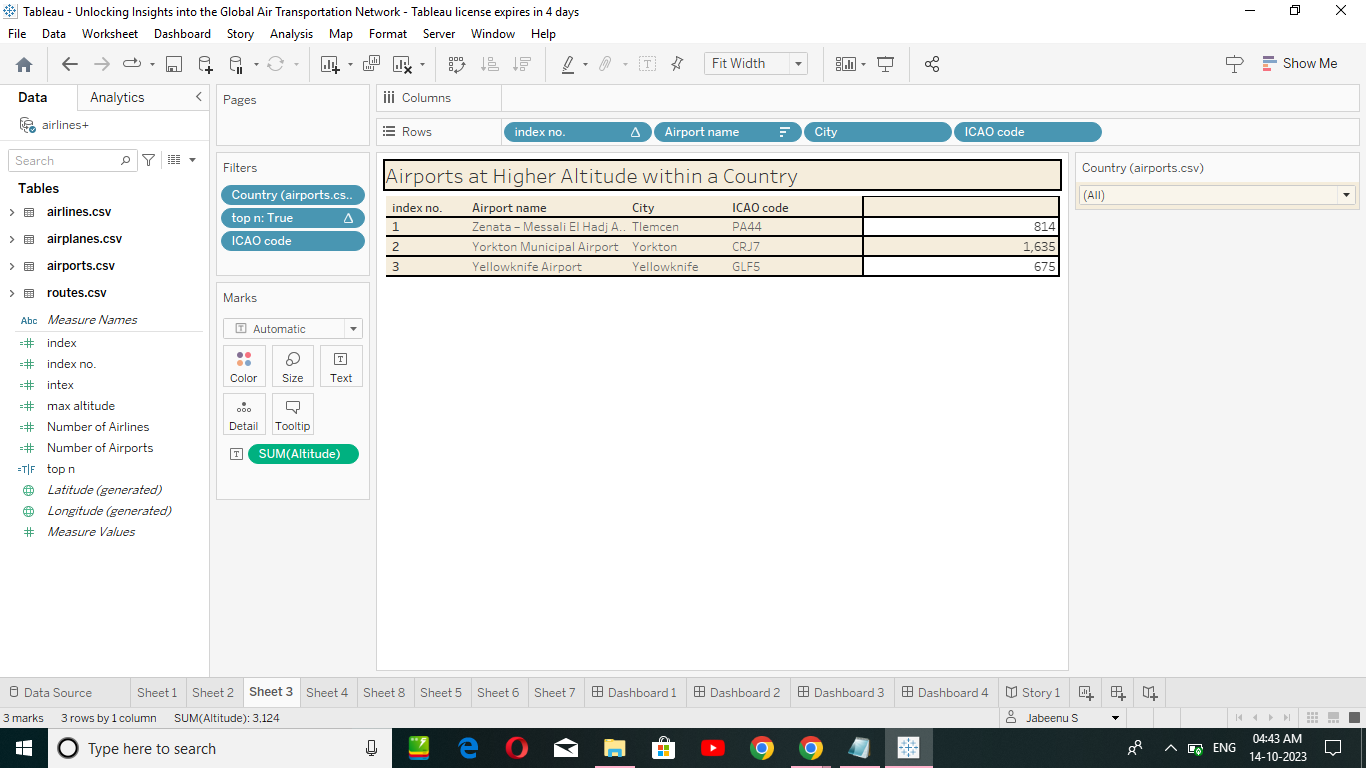 Tableau - Unlocking Insights into the Global Air Transportation Network - Tableau license expires in 4 days
File Data Worksheet Dashboard Story Analysis Map Format Server Window Help
Fit Width
Show Me
Data Analytics
airlines+
Search
Tables
airlines.csv
airplanes.csv
airports.csv
routes.csv
Abc Measure Names
index
index no.
intex
max altitude
Number of Airlines
Number of Airports
T|F top n
Latitude (generated)
Longitude (generated)
Measure Values
Pages
Filters
Country (airports.cs..
top n: True
ICAO code
Marks
Automatic
Color Size Text
Detail Tooltip
SUM(Altitude)
Columns
Rows index no. Airport name City ICAO code
Airports at Higher Altitude within a Country
index no. Airport name City ICAO code
1 Zenata – Messali El Hadj A.. Tlemcen PA44 814
2 Yorkton Municipal Airport Yorkton CRJ7 1,635
3 Yellowknife Airport Yellowknife GLF5 675
Country (airports.csv)
(All)
Data Source Sheet 1 Sheet 2 Sheet 3 Sheet 4 Sheet 8 Sheet 5 Sheet 6 Sheet 7 Dashboard 1 Dashboard 2 Dashboard 3 Dashboard 4 Story 1
3 marks 3 rows by 1 column SUM(Altitude): 3,124 Jabeenu S
Type here to search
ENG
04:43 AM
14-10-2023